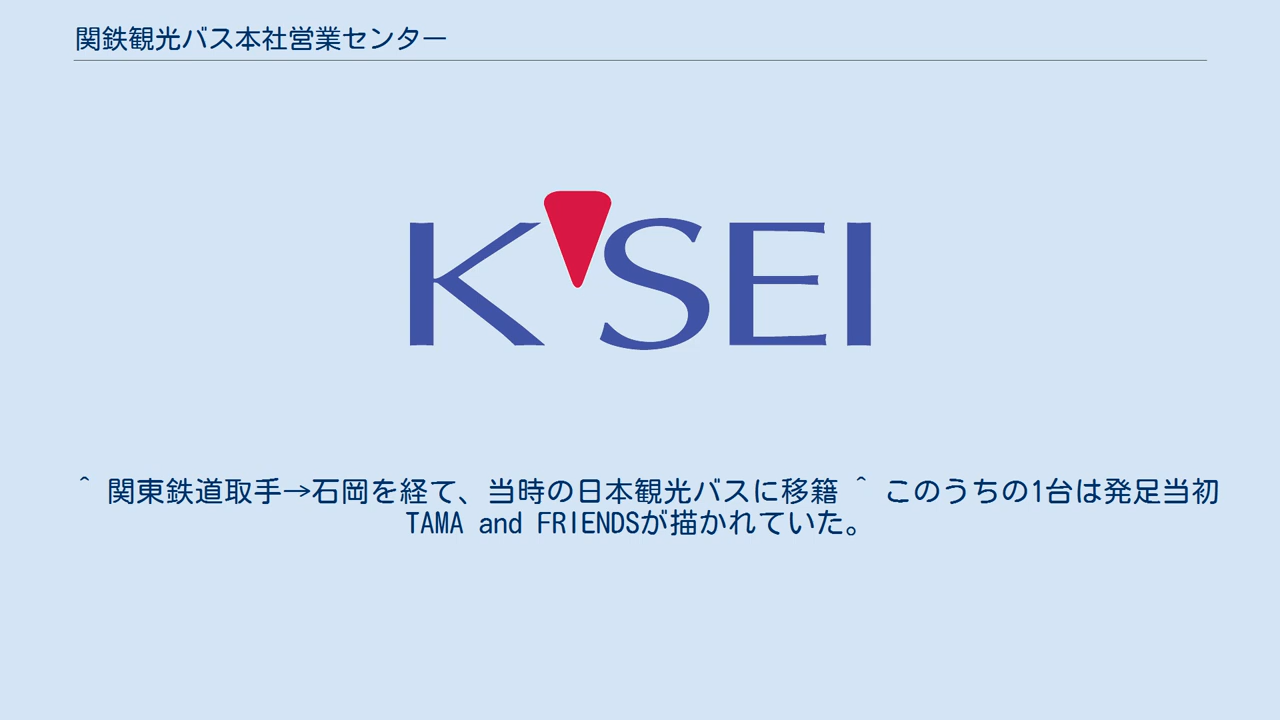 関鉄観光バス本社営業センター
K'SEI
^ 関東鉄道取手→石岡を経て、当時の日本観光バスに移籍 ^ このうちの1台は発足当初
TAMA and FRIENDSが描かれていた。